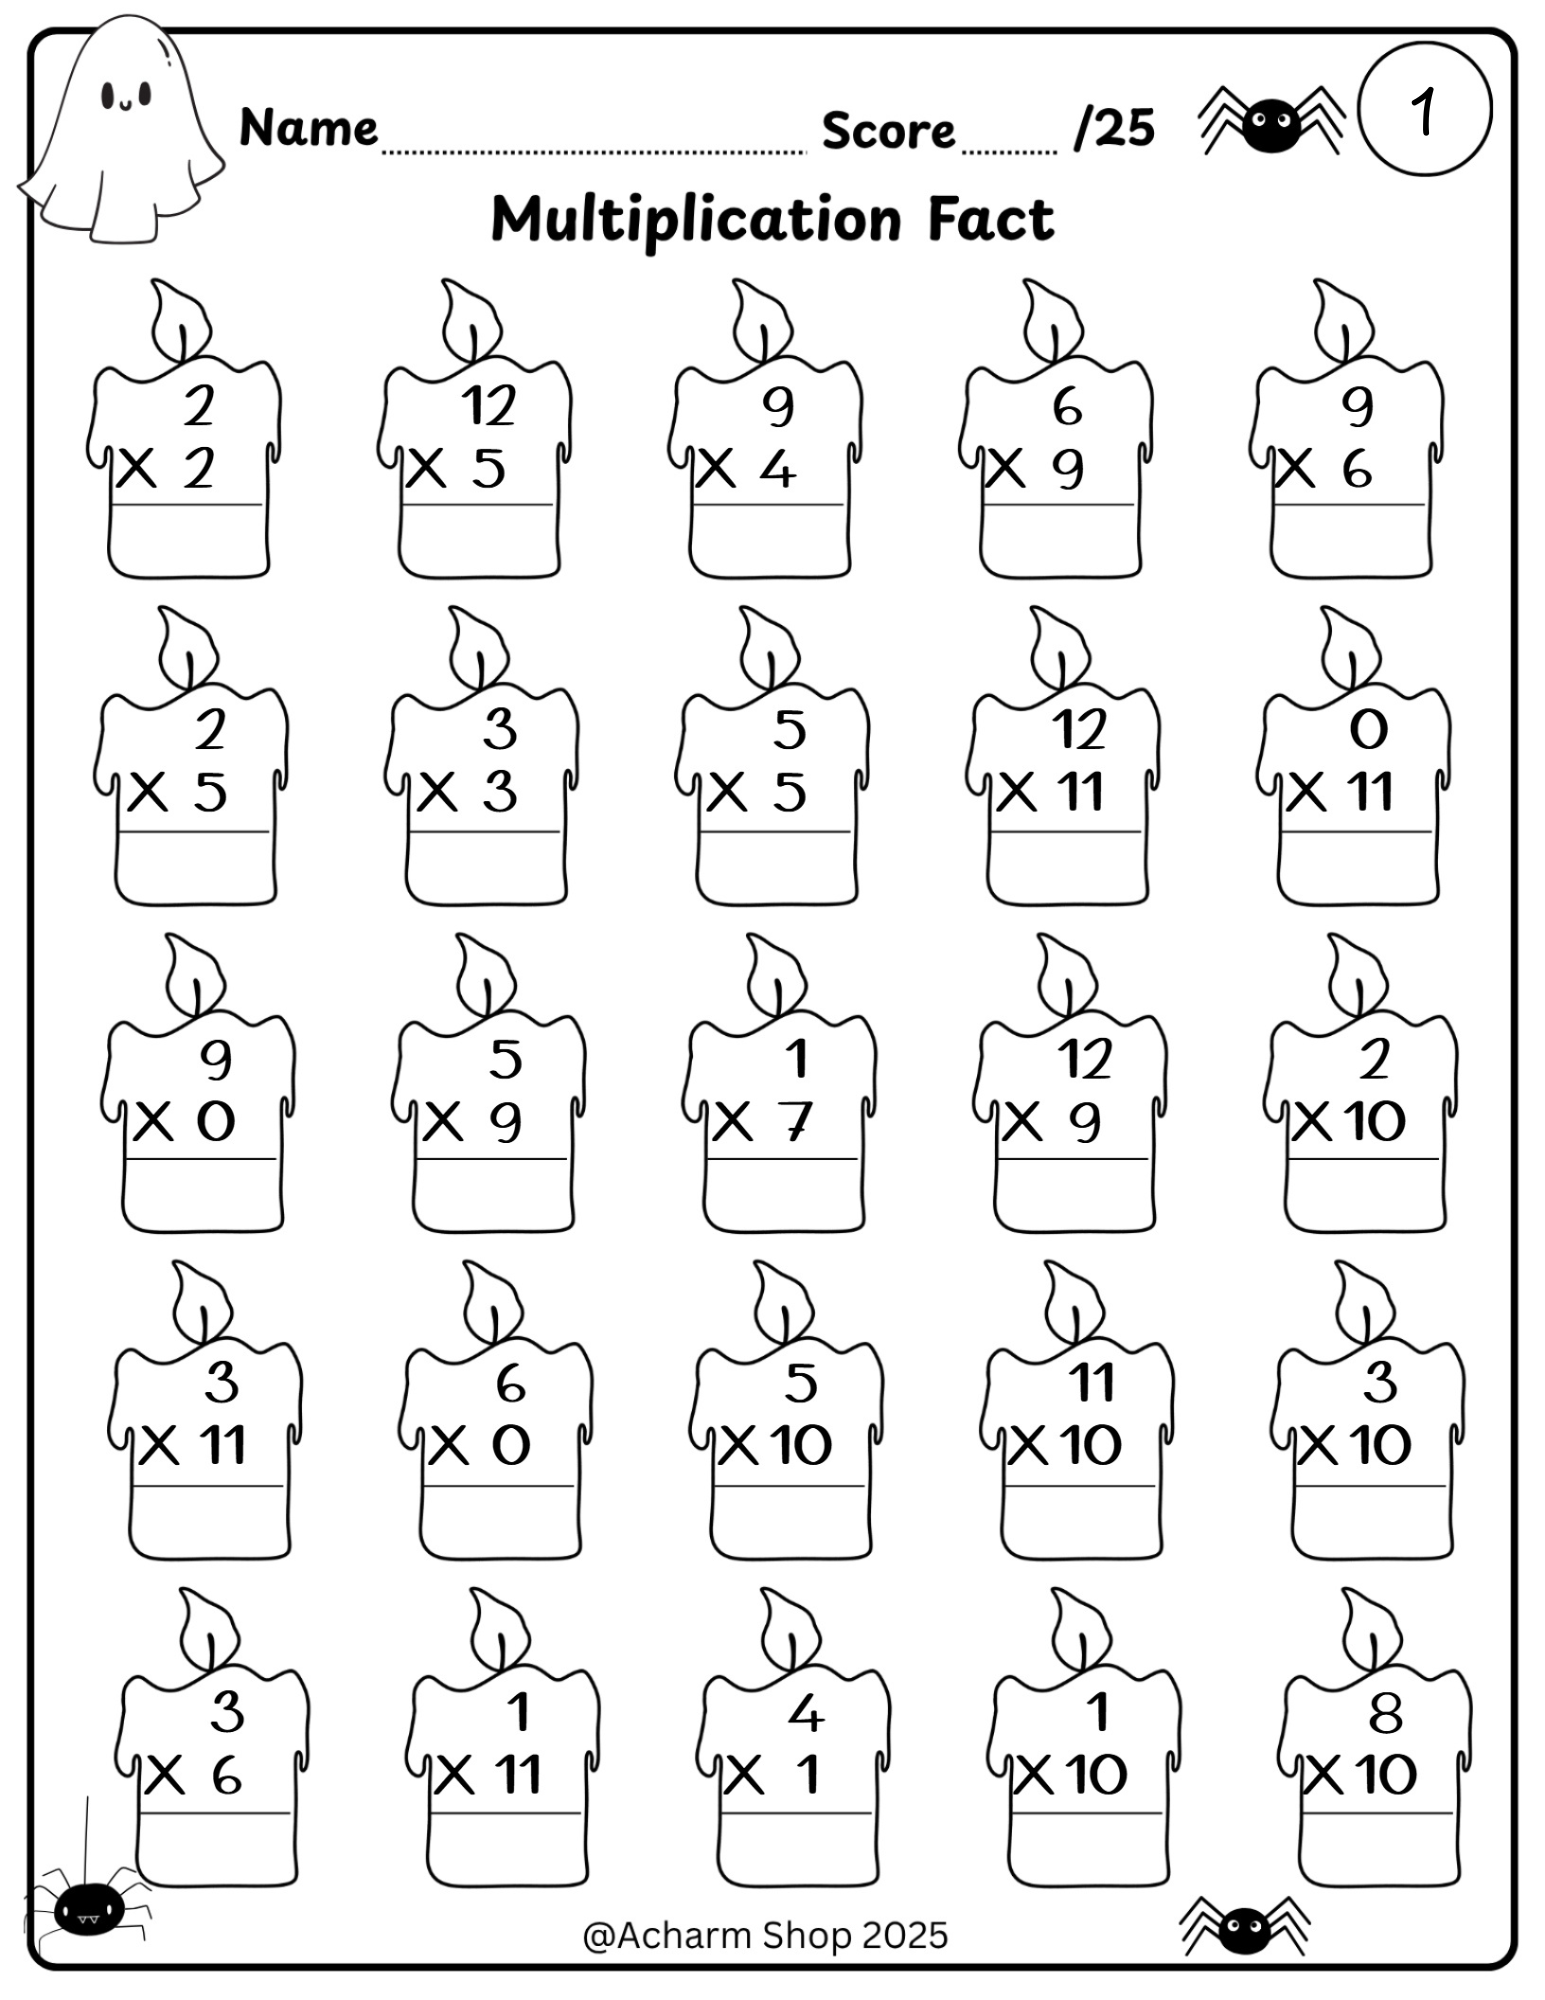 Name Score /25 1
Multiplication Fact
2 12 9 6 9
X 2 X 5 X 4 X 9 X 6
2 3 5 12 0
X 5 X 3 X 5 X 11 X 11
9 5 1 12 2
X 0 X 9 X 7 X 9 X 10
3 6 5 11 3
X 11 X 0 X 10 X 10 X 10
3 1 4 1 8
X 6 X 11 X 1 X 10 X 10
@Acharm Shop 2025